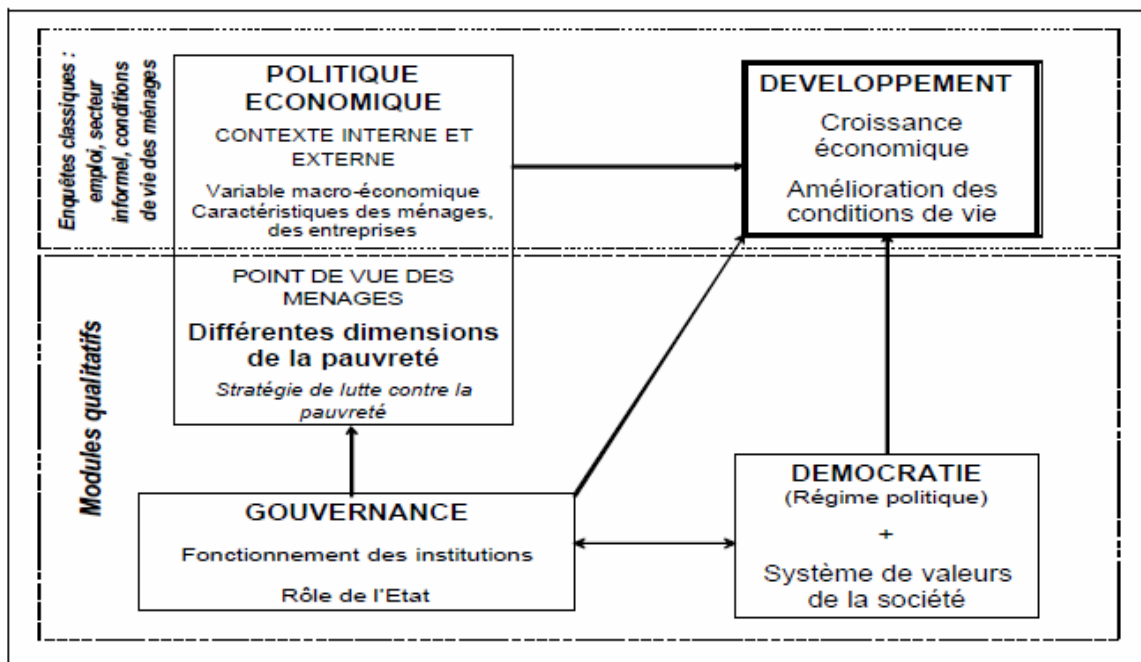 Enquêtes classiques :
emploi, secteur
informel, conditions
de vie des ménages
POLITIQUE
ECONOMIQUE
CONTEXTE INTERNE ET
EXTERNE
Variable macro-économique
Caractéristiques des ménages,
des entreprises
DEVELOPPEMENT
Croissance
économique
Amélioration des
conditions de vie
Modules qualitatifs
POINT DE VUE DES
MENAGES
Différentes dimensions
de la pauvreté
Stratégie de lutte contre la
pauvreté
GOUVERNANCE
Fonctionnement des institutions
Rôle de l'Etat
DEMOCRATIE
(Régime politique)
+
Système de valeurs
de la société